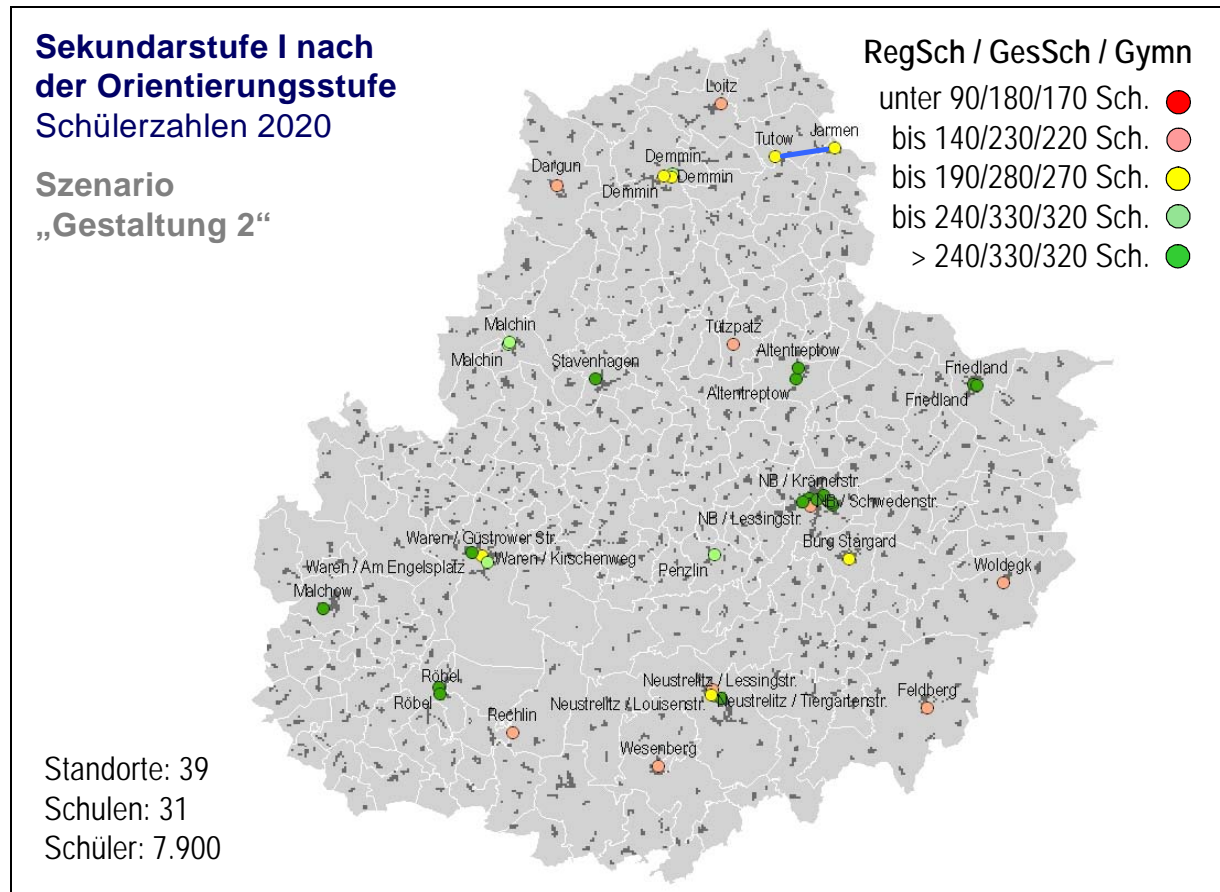 Sekundarstufe I nach
der Orientierungsstufe
Schülerzahlen 2020
Szenario
„Gestaltung 2“
RegSch / GesSch / Gymn
unter 90/180/170 Sch.
bis 140/230/220 Sch.
bis 190/280/270 Sch.
bis 240/330/320 Sch.
> 240/330/320 Sch.
Loitz
Tutow
Jarmen
Dargun
Demmin
Demmin
Demmin
Malchin
Malchin
Stavenhagen
Tützpatz
Altentreptow
Altentreptow
Friedland
Friedland
NB / Krämerstr.
NB / Schwedenstr.
NB / Lessingstr.
Burg Stargard
Waren / Güstrower Str.
Waren / Kirschenweg
Waren / Am Engelsplatz
Penzlin
Woldegk
Malchow
Röbel
Röbel
Rechlin
Neustrelitz / Lessingstr.
Neustrelitz / Louisenstr.
Neustrelitz / Tiergartenstr.
Feldberg
Wesenberg
Standorte: 39
Schulen: 31
Schüler: 7.900